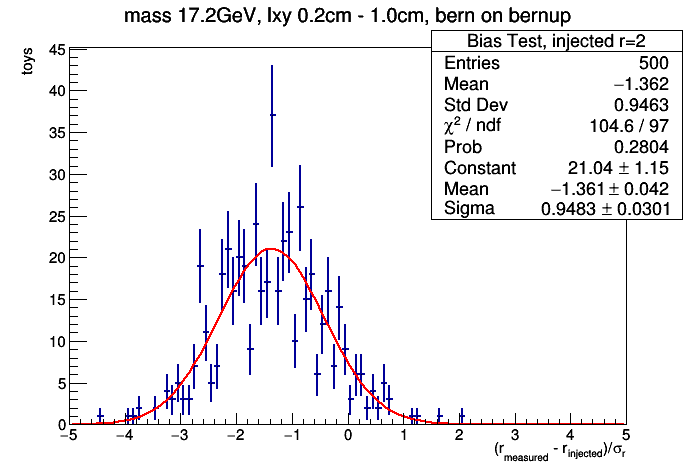 mass 17.2GeV, lxy 0.2cm - 1.0cm, bern on bernup
Bias Test, injected r=2
Entries 500
Mean −1.362
Std Dev 0.9463
χ² / ndf 104.6 / 97
Prob 0.2804
Constant 21.04 ± 1.15
Mean −1.361 ± 0.042
Sigma 0.9483 ± 0.0301
toys
45
40
35
30
25
20
15
10
5
0
−5 −4 −3 −2 −1 0 1 2 3 4 5
(r_measured - r_injected)/σ_r